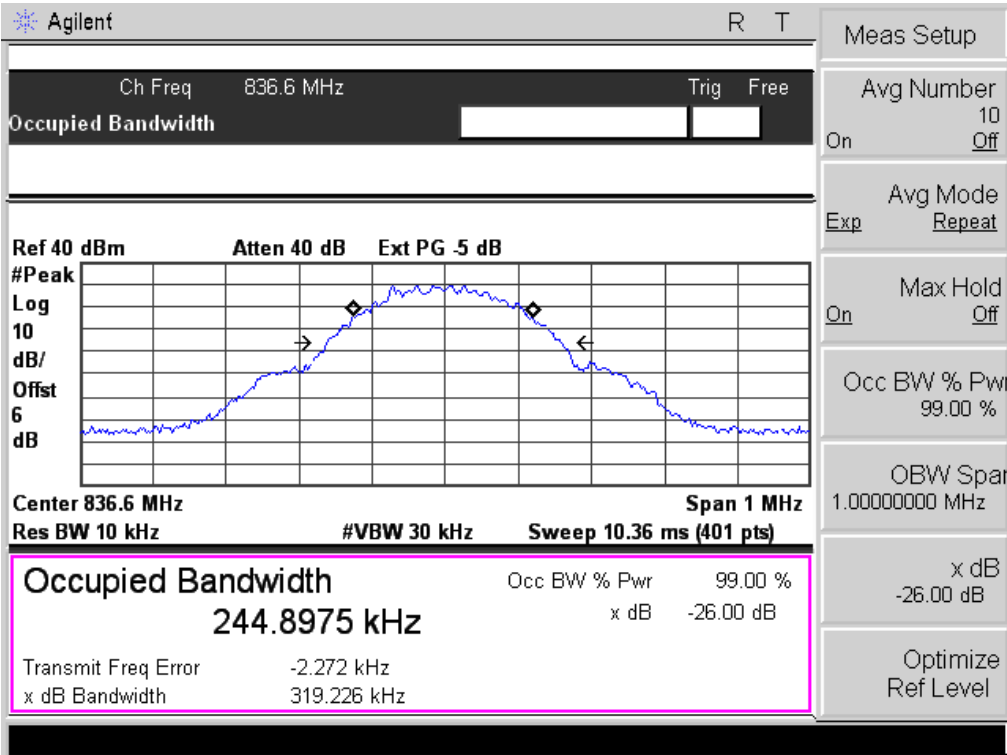 Agilent R T
Ch Freq 836.6 MHz Trig Free
Occupied Bandwidth
Ref 40 dBm Atten 40 dB Ext PG -5 dB
#Peak
Log
10
dB/
Offst
6
dB
Center 836.6 MHz Span 1 MHz
Res BW 10 kHz #VBW 30 kHz Sweep 10.36 ms (401 pts)
Occupied Bandwidth Occ BW % Pwr 99.00 %
244.8975 kHz x dB -26.00 dB
Transmit Freq Error -2.272 kHz
x dB Bandwidth 319.226 kHz
Meas Setup
Avg Number
10
On Off
Avg Mode
Exp Repeat
Max Hold
On Off
Occ BW % Pwr
99.00 %
OBW Span
1.00000000 MHz
x dB
-26.00 dB
Optimize
Ref Level